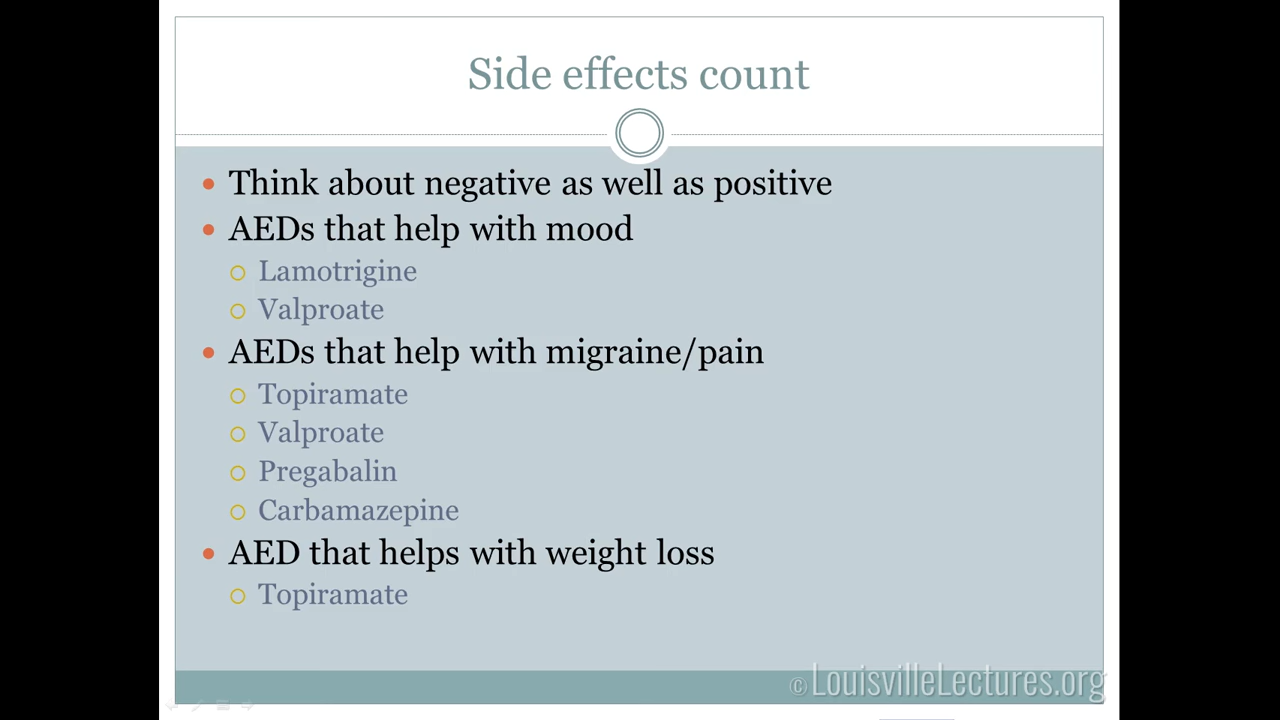 Side effects count
Think about negative as well as positive
AEDs that help with mood
Lamotrigine
Valproate
AEDs that help with migraine/pain
Topiramate
Valproate
Pregabalin
Carbamazepine
AED that helps with weight loss
Topiramate
© LouisvilleLectures.org